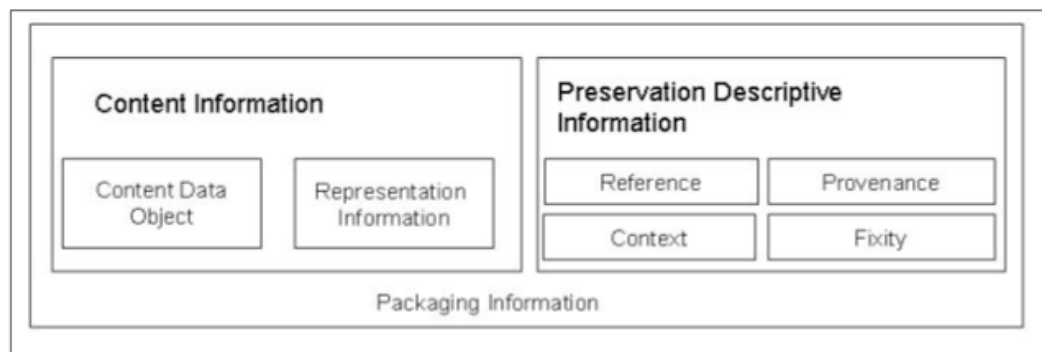 Content Information
Content Data
Object
Representation
Information
Preservation Descriptive
Information
Reference
Provenance
Context
Fixity
Packaging Information